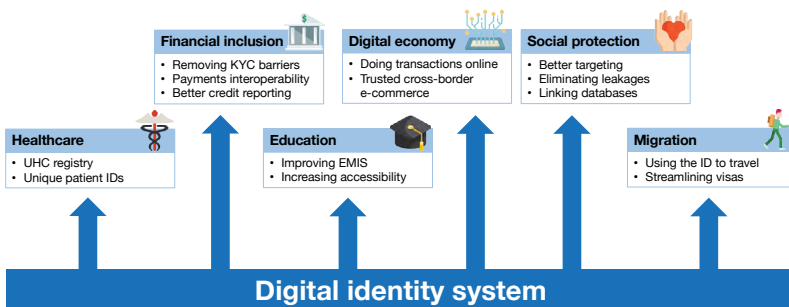 Financial inclusion
• Removing KYC barriers
• Payments interoperability
• Better credit reporting
Digital economy
• Doing transactions online
• Trusted cross-border
e-commerce
Social protection
• Better targeting
• Eliminating leakages
• Linking databases
Healthcare
• UHC registry
• Unique patient IDs
Education
• Improving EMIS
• Increasing accessibility
Migration
• Using the ID to travel
• Streamlining visas
Digital identity system
$